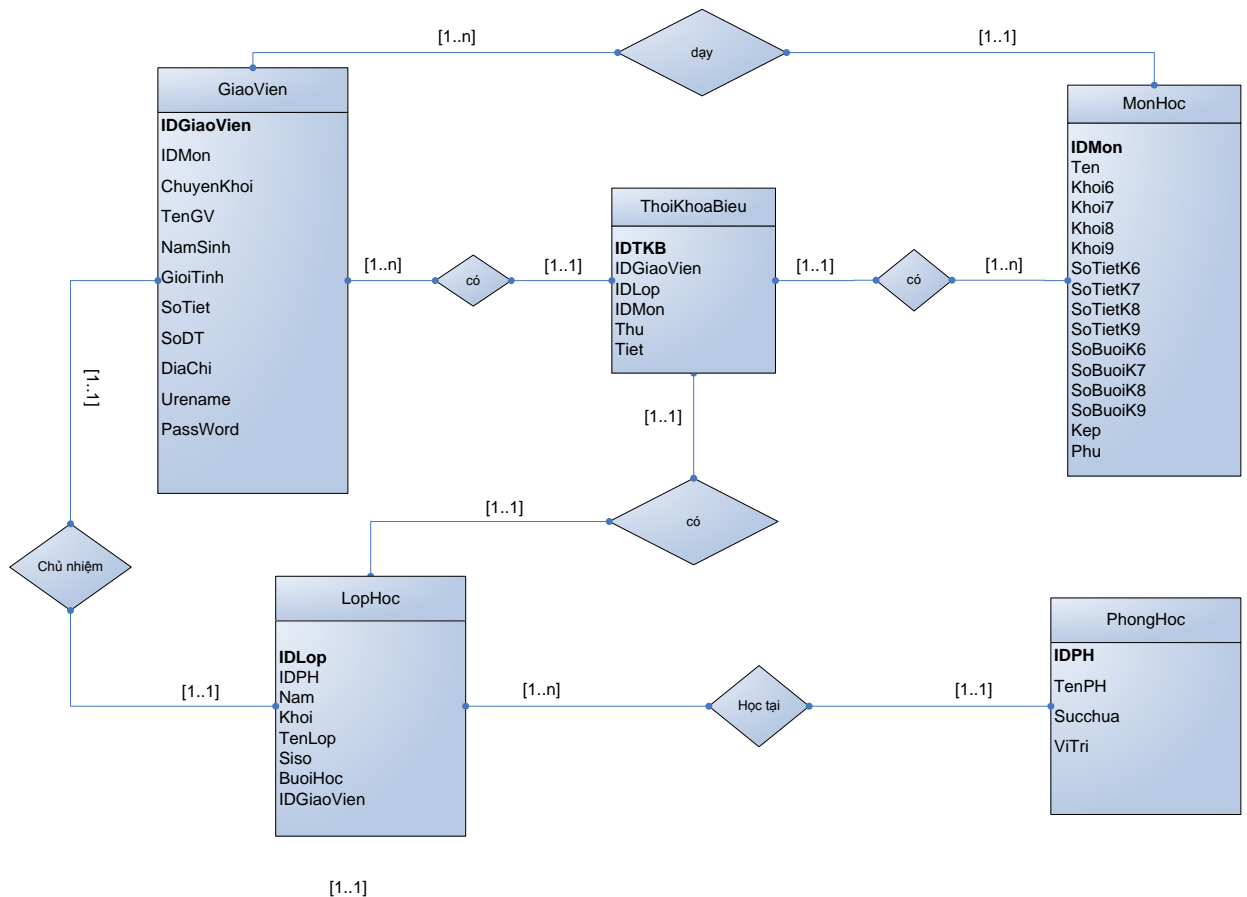 [1..n]
dạy
[1..1]
GiaoVien
IDGiaoVien
IDMon
ChuyenKhoi
TenGV
NamSinh
GioiTinh
SoTiet
SoDT
DiaChi
Urename
PassWord
MonHoc
IDMon
Ten
Khoi6
Khoi7
Khoi8
Khoi9
SoTietK6
SoTietK7
SoTietK8
SoTietK9
SoBuoiK6
SoBuoiK7
SoBuoiK8
SoBuoiK9
Kep
Phu
ThoiKhoaBieu
IDTKB
IDGiaoVien
IDLop
IDMon
Thu
Tiet
[1..n]
có
[1..1]
[1..1]
có
[1..n]
[1..1]
[1..1]
[1..1]
có
Chủ nhiệm
[1..1]
LopHoc
IDLop
IDPH
Nam
Khoi
TenLop
Siso
BuoiHoc
IDGiaoVien
[1..n]
Học tại
[1..1]
PhongHoc
IDPH
TenPH
Succhua
ViTri
[1..1]